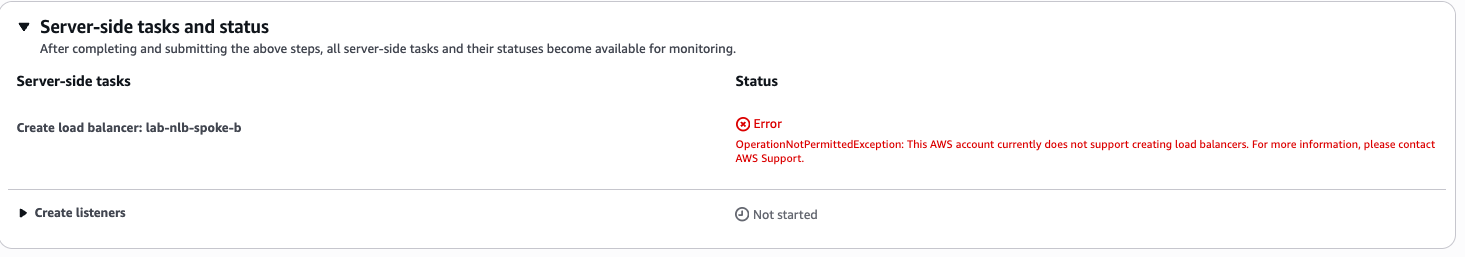 Server-side tasks and status
After completing and submitting the above steps, all server-side tasks and their statuses become available for monitoring.
Server-side tasks
Status
Create load balancer: lab-nlb-spoke-b
Error
OperationNotPermittedException: This AWS account currently does not support creating load balancers. For more information, please contact
AWS Support.
Create listeners
Not started